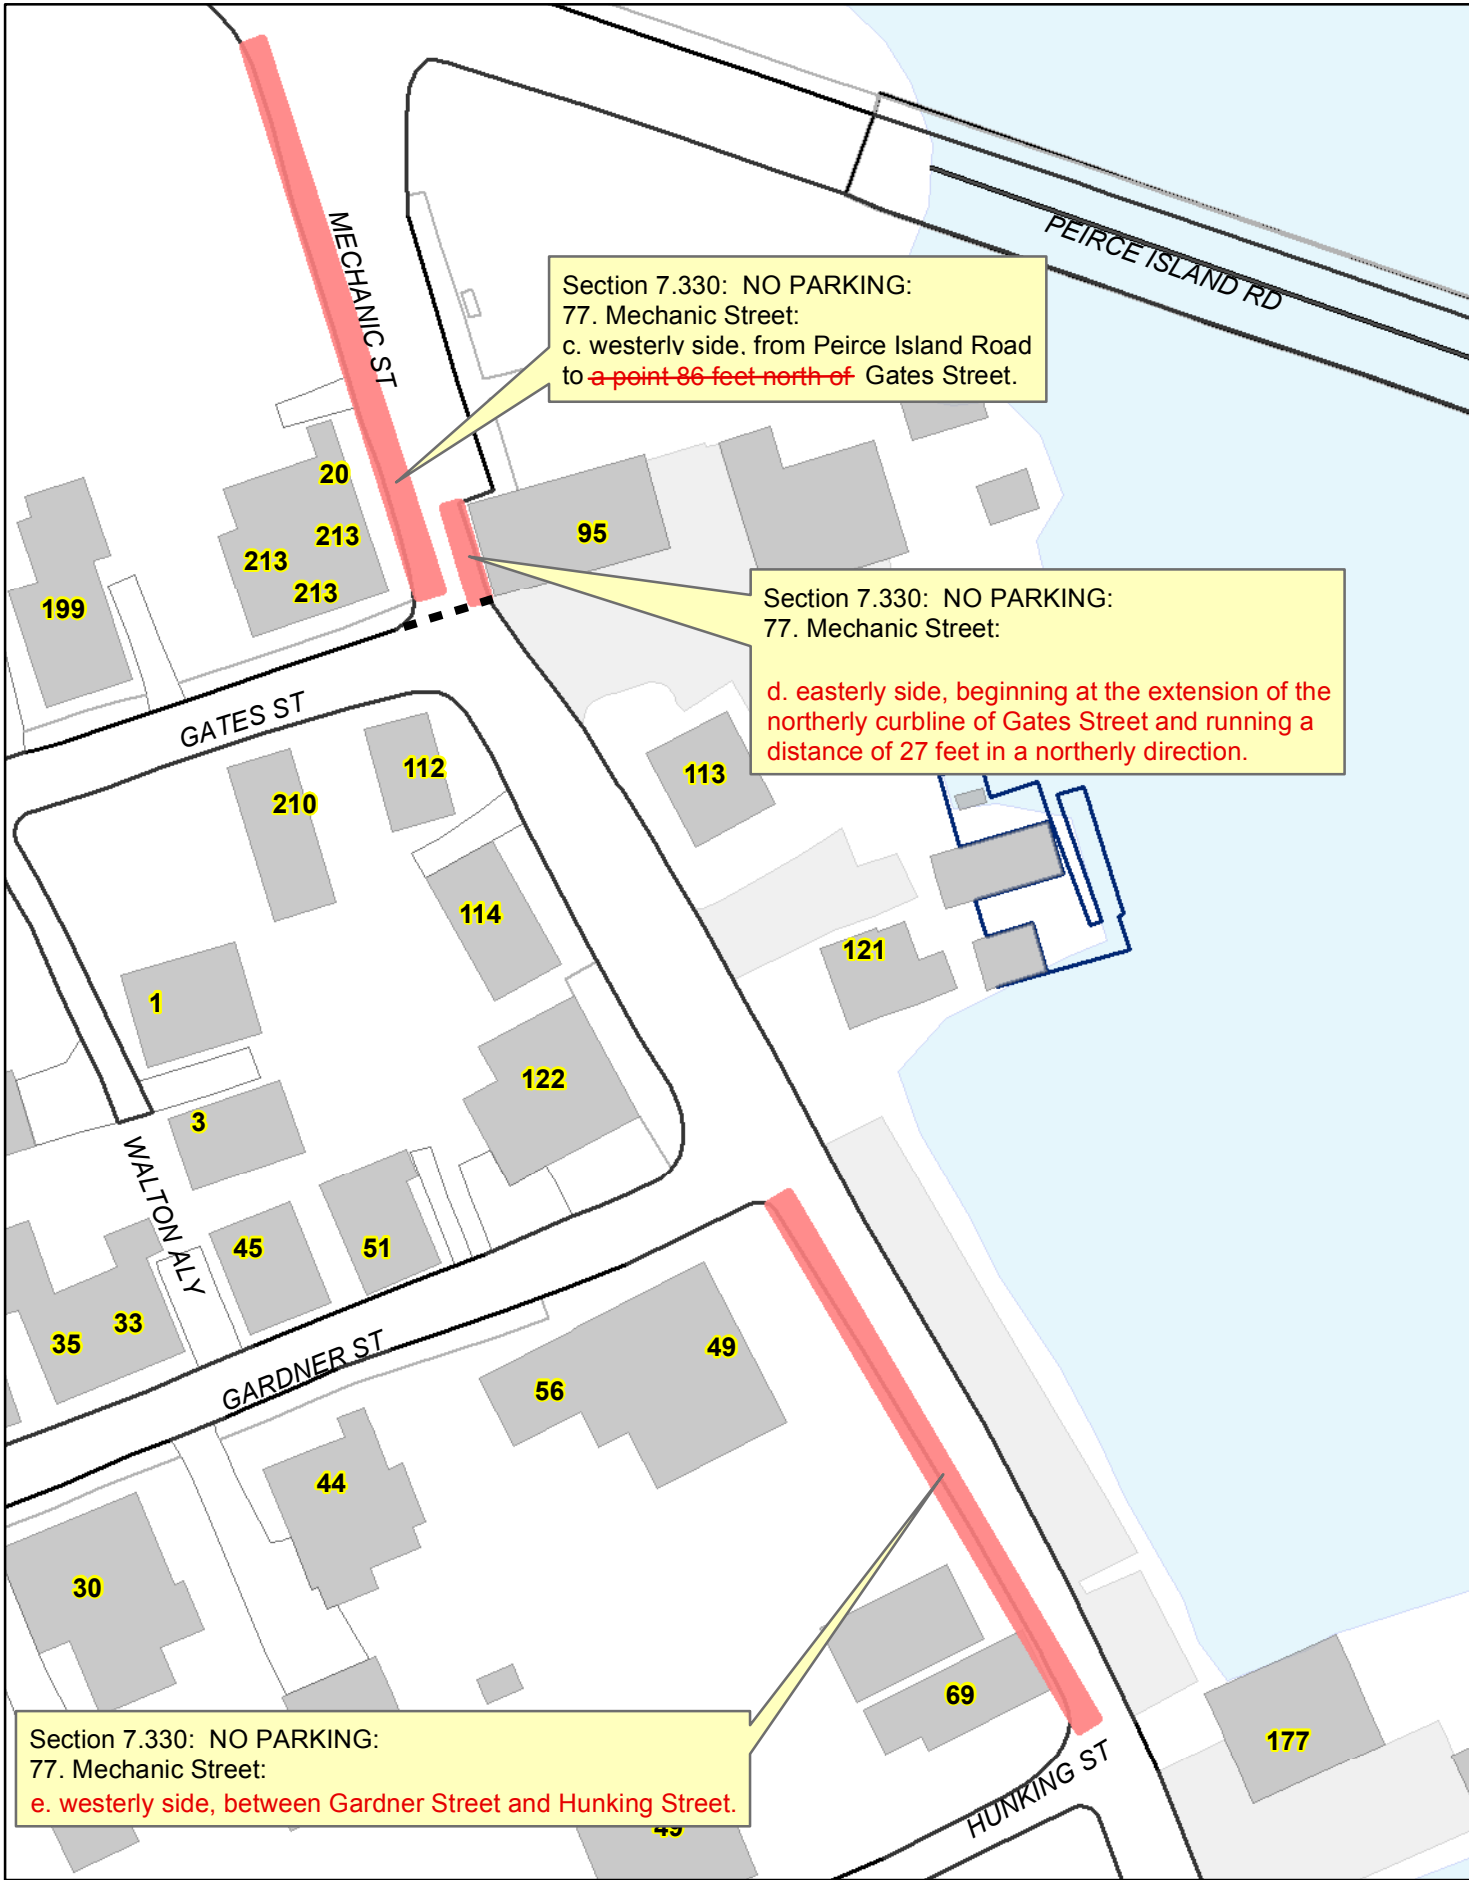 MECHANIC ST
PEIRCE ISLAND RD
Section 7.330: NO PARKING:
77. Mechanic Street:
c. westerly side, from Peirce Island Road
to a point 86 feet north of Gates Street.
20
213
213
213
95
199
Section 7.330: NO PARKING:
77. Mechanic Street:
d. easterly side, beginning at the extension of the
northerly curbline of Gates Street and running a
distance of 27 feet in a northerly direction.
GATES ST
112
113
210
114
121
1
122
3
WALTON ALY
45
51
33
35
GARDNER ST
49
56
44
30
69
177
Section 7.330: NO PARKING:
77. Mechanic Street:
e. westerly side, between Gardner Street and Hunking Street.
HUNKING ST
49